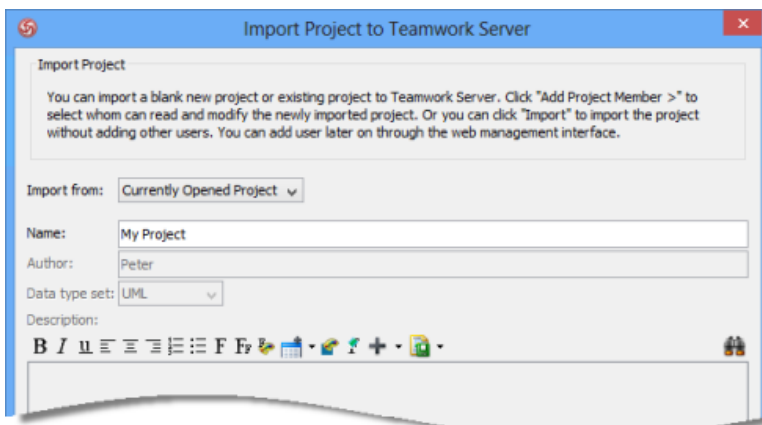 Import Project to Teamwork Server
Import Project
You can import a blank new project or existing project to Teamwork Server. Click "Add Project Member >" to
select whom can read and modify the newly imported project. Or you can click "Import" to import the project
without adding other users. You can add user later on through the web management interface.
Import from: Currently Opened Project
Name: My Project
Author: Peter
Data type set: UML
Description:
B I u F FF